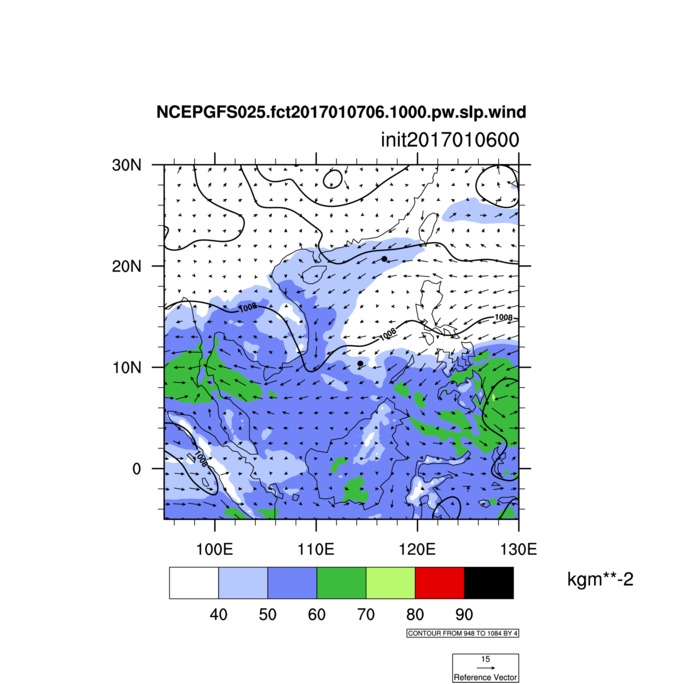 NCEPGFS025.fct2017010706.1000.pw.slp.wind
init2017010600
30N
20N
10N
0
1008
1008
1008
1008
100E 110E 120E 130E
kgm**-2
40 50 60 70 80 90
CONTOUR FROM 948 TO 1084 BY 4
15
Reference Vector